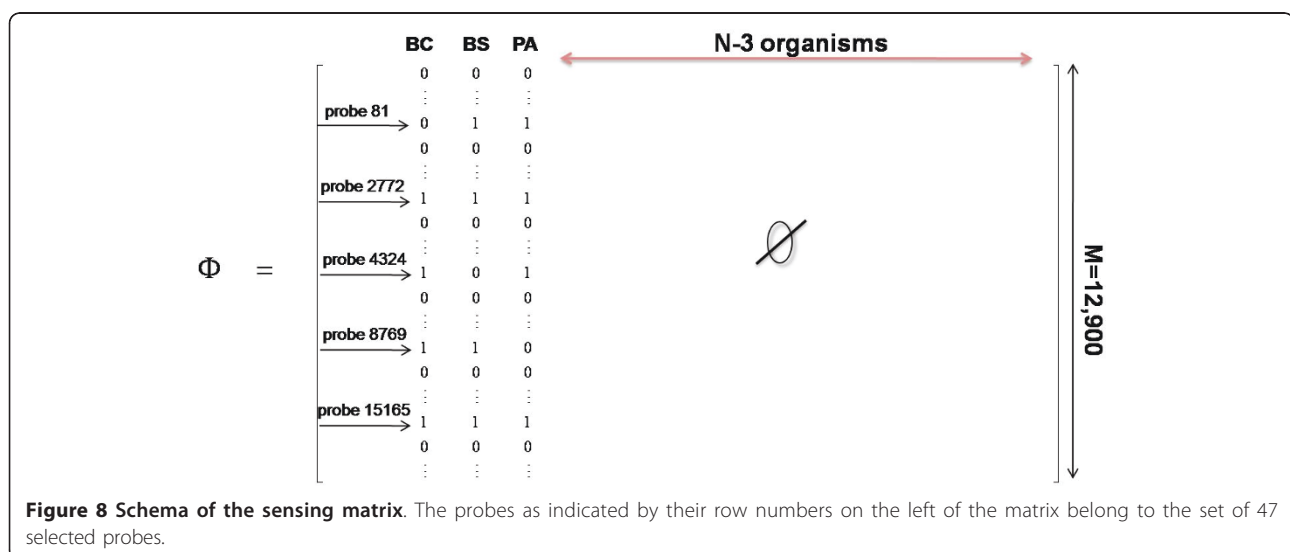 BC BS PA N-3 organisms
0 0 0
⋮ ⋮ ⋮
probe 81 0 1 1
0 0 0
⋮ ⋮ ⋮
probe 2772 1 1 1
0 0 0
⋮ ⋮ ⋮
Φ = probe 4324 1 0 1
0 0 0
⋮ ⋮ ⋮
probe 8769 1 1 0
0 0 0
⋮ ⋮ ⋮
probe 15165 1 1 1
0 0 0
⋮ ⋮ ⋮
0
M=12,900
Figure 8 Schema of the sensing matrix. The probes as indicated by their row numbers on the left of the matrix belong to the set of 47
selected probes.